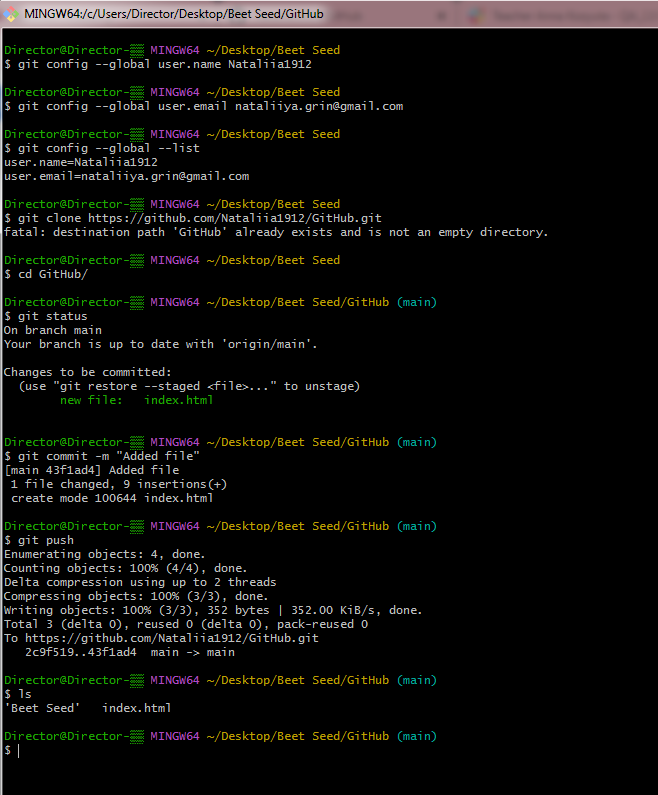 MINGW64:/c/Users/Director/Desktop/Beet Seed/GitHub
Director@Director-▒▒ MINGW64 ~/Desktop/Beet Seed
$ git config --global user.name Nataliia1912
Director@Director-▒▒ MINGW64 ~/Desktop/Beet Seed
$ git config --global user.email nataliiya.grin@gmail.com
Director@Director-▒▒ MINGW64 ~/Desktop/Beet Seed
$ git config --global --list
user.name=Nataliia1912
user.email=nataliiya.grin@gmail.com
Director@Director-▒▒ MINGW64 ~/Desktop/Beet Seed
$ git clone https://github.com/Nataliia1912/GitHub.git
fatal: destination path 'GitHub' already exists and is not an empty directory.
Director@Director-▒▒ MINGW64 ~/Desktop/Beet Seed
$ cd GitHub/
Director@Director-▒▒ MINGW64 ~/Desktop/Beet Seed/GitHub (main)
$ git status
On branch main
Your branch is up to date with 'origin/main'.
Changes to be committed:
  (use "git restore --staged <file>..." to unstage)
        new file:   index.html
Director@Director-▒▒ MINGW64 ~/Desktop/Beet Seed/GitHub (main)
$ git commit -m "Added file"
[main 43f1ad4] Added file
 1 file changed, 9 insertions(+)
 create mode 100644 index.html
Director@Director-▒▒ MINGW64 ~/Desktop/Beet Seed/GitHub (main)
$ git push
Enumerating objects: 4, done.
Counting objects: 100% (4/4), done.
Delta compression using up to 2 threads
Compressing objects: 100% (3/3), done.
Writing objects: 100% (3/3), 352 bytes | 352.00 KiB/s, done.
Total 3 (delta 0), reused 0 (delta 0), pack-reused 0
To https://github.com/Nataliia1912/GitHub.git
   2c9f519..43f1ad4  main -> main
Director@Director-▒▒ MINGW64 ~/Desktop/Beet Seed/GitHub (main)
$ ls
'Beet Seed'   index.html
Director@Director-▒▒ MINGW64 ~/Desktop/Beet Seed/GitHub (main)
$